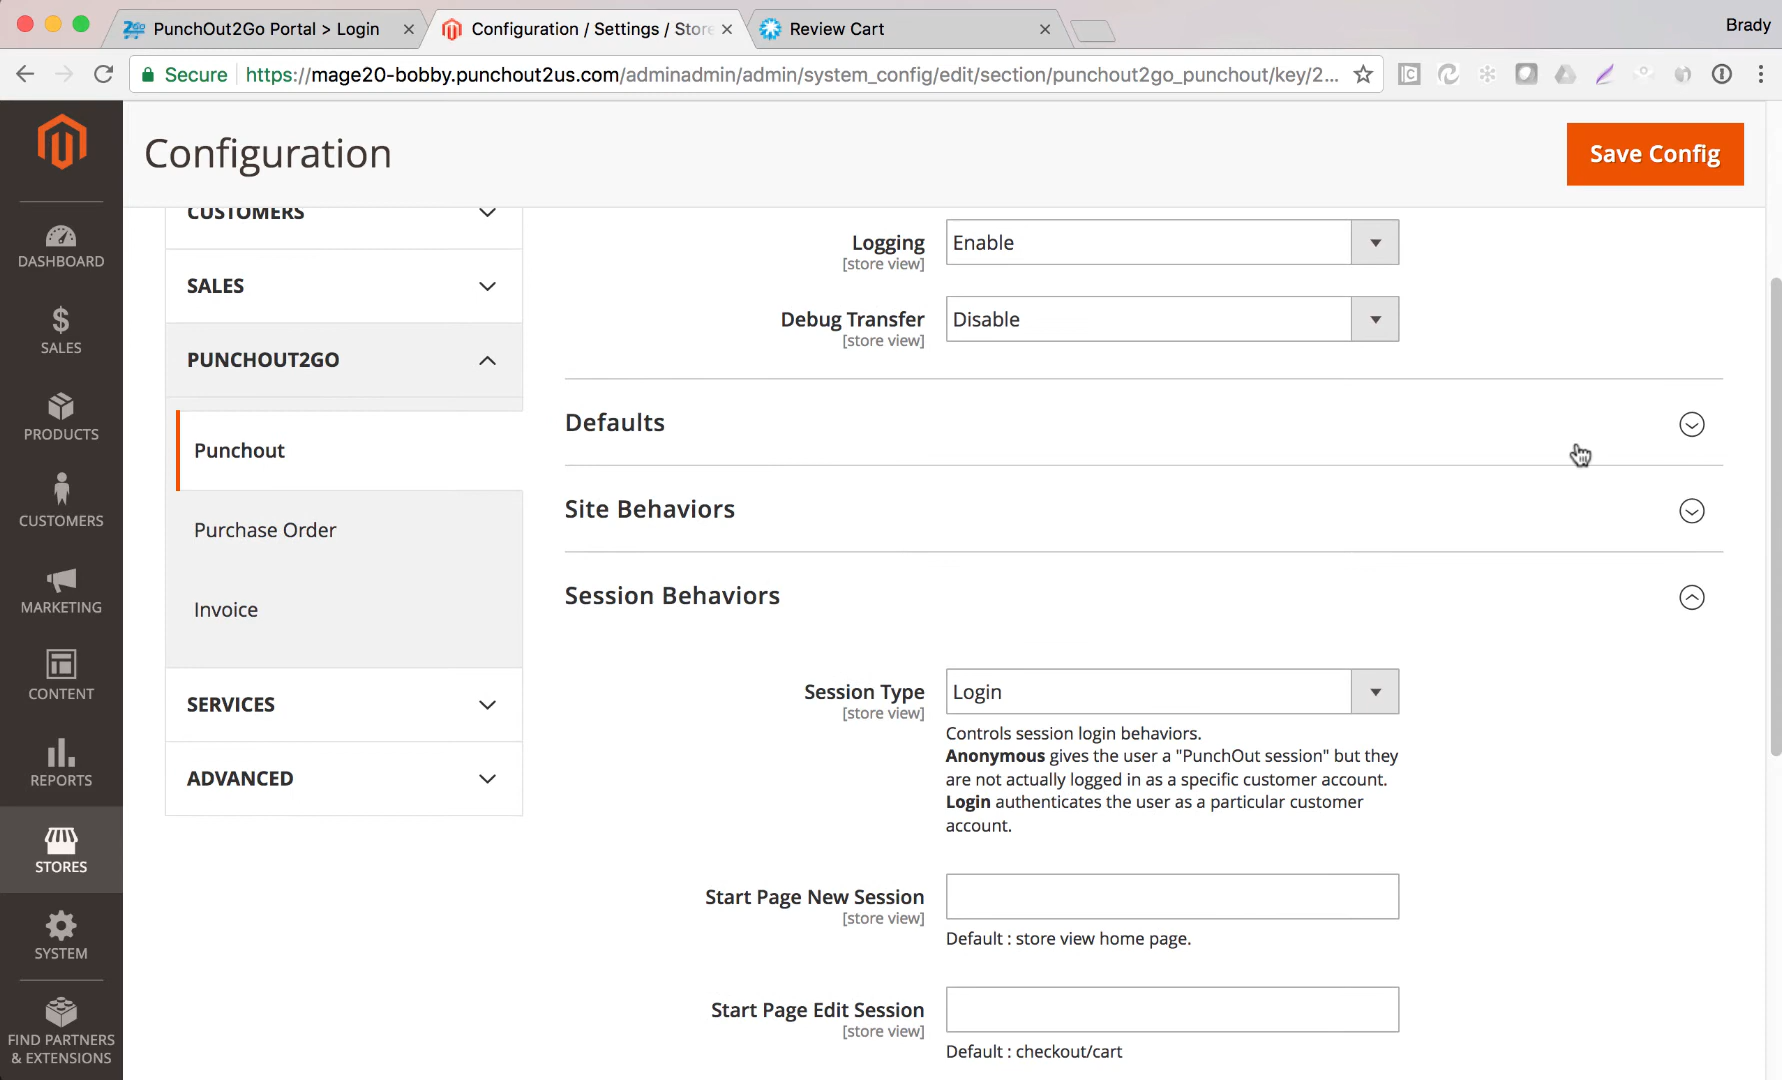 PunchOut2Go Portal > Login
Configuration / Settings / Store
Review Cart
Brady
Secure
https://mage20-bobby.punchout2us.com/adminadmin/admin/system_config/edit/section/punchout2go_punchout/key/2...
Configuration
Save Config
DASHBOARD
SALES
PRODUCTS
CUSTOMERS
MARKETING
CONTENT
REPORTS
STORES
SYSTEM
FIND PARTNERS
& EXTENSIONS
CUSTOMERS
SALES
PUNCHOUT2GO
Punchout
Purchase Order
Invoice
SERVICES
ADVANCED
Logging
[store view]
Enable
Debug Transfer
[store view]
Disable
Defaults
Site Behaviors
Session Behaviors
Session Type
[store view]
Login
Controls session login behaviors.
Anonymous gives the user a "PunchOut session" but they
are not actually logged in as a specific customer account.
Login authenticates the user as a particular customer
account.
Start Page New Session
[store view]
Default : store view home page.
Start Page Edit Session
[store view]
Default : checkout/cart